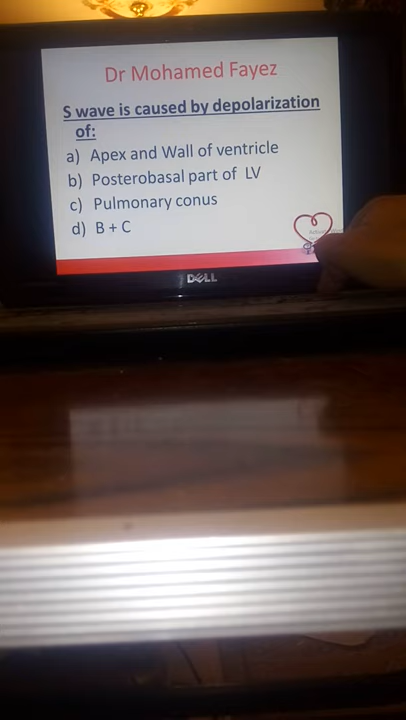 Dr Mohamed Fayez
S wave is caused by depolarization
of:
a) Apex and Wall of ventricle
b) Posterobasal part of LV
c) Pulmonary conus
d) B + C
DELL